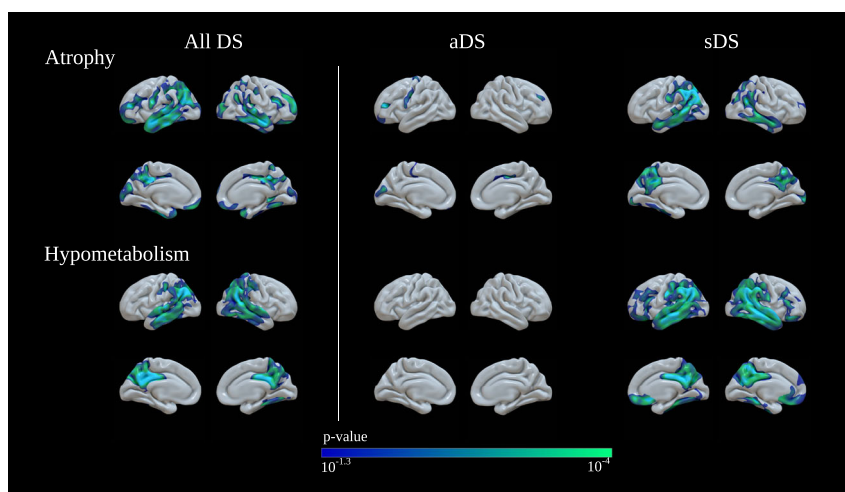 All DS
aDS
sDS
Atrophy
Hypometabolism
p-value
10-1.3
10-4